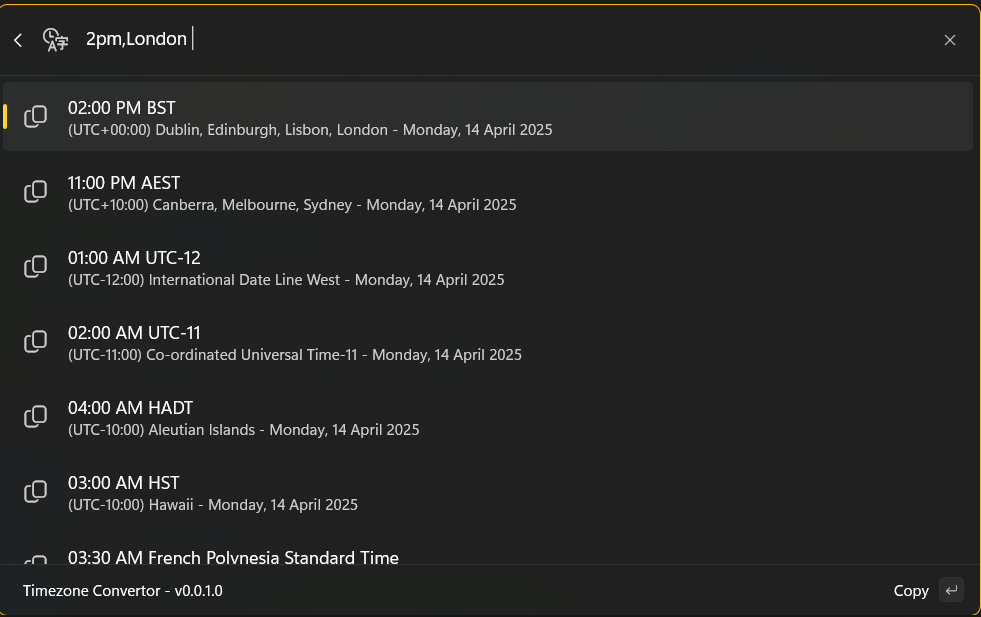 2pm,London
02:00 PM BST
(UTC+00:00) Dublin, Edinburgh, Lisbon, London - Monday, 14 April 2025
11:00 PM AEST
(UTC+10:00) Canberra, Melbourne, Sydney - Monday, 14 April 2025
01:00 AM UTC-12
(UTC-12:00) International Date Line West - Monday, 14 April 2025
02:00 AM UTC-11
(UTC-11:00) Co-ordinated Universal Time-11 - Monday, 14 April 2025
04:00 AM HADT
(UTC-10:00) Aleutian Islands - Monday, 14 April 2025
03:00 AM HST
(UTC-10:00) Hawaii - Monday, 14 April 2025
03:30 AM French Polynesia Standard Time
Timezone Convertor - v0.0.1.0
Copy